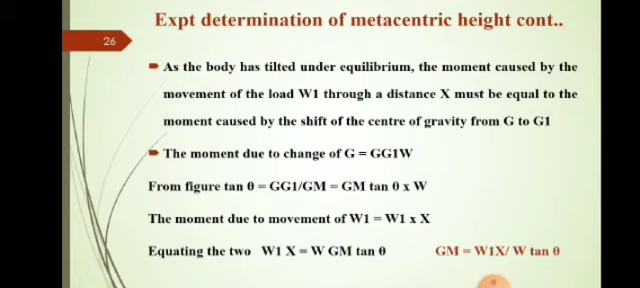 Expt determination of metacentric height cont..
26
As the body has tilted under equilibrium, the moment caused by the
movement of the load W1 through a distance X must be equal to the
moment caused by the shift of the centre of gravity from G to G1
The moment due to change of G = GG1W
From figure tan θ = GG1/GM = GM tan θ x W
The moment due to movement of W1 = W1 x X
Equating the two W1 X = W GM tan θ GM = W1X/ W tan θ